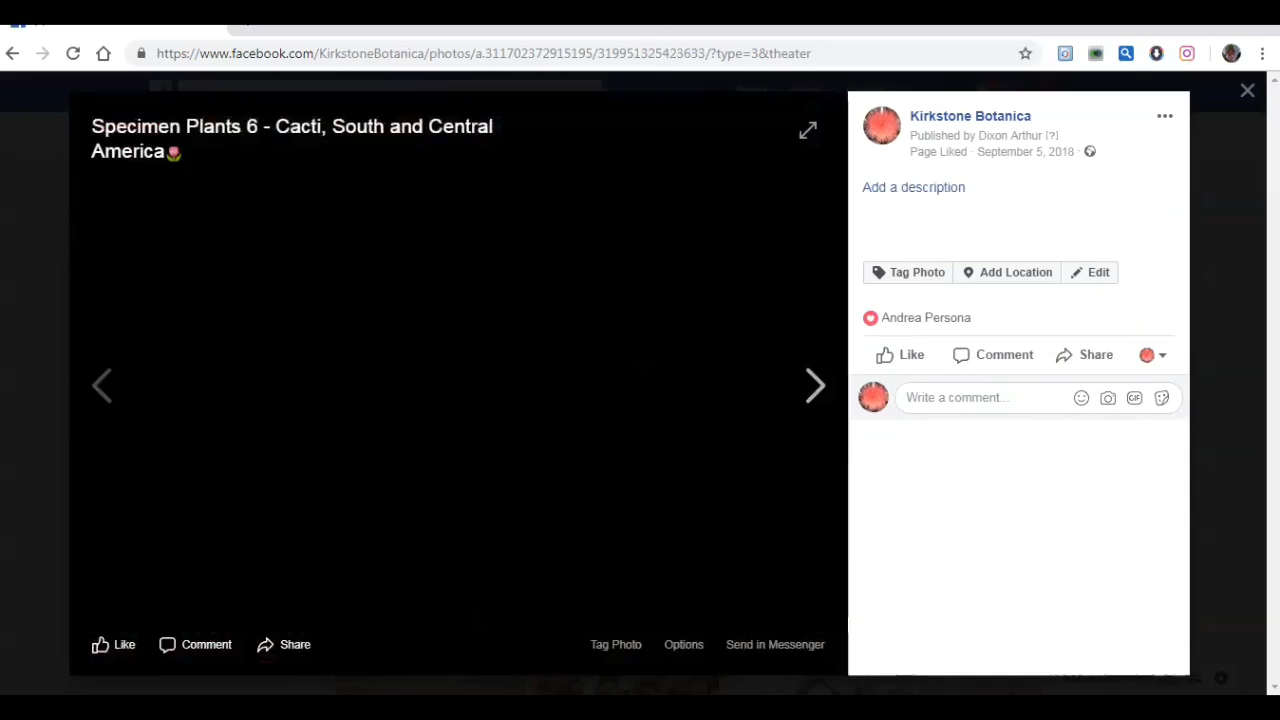 https://www.facebook.com/KirkstoneBotanica/photos/a.311702372915195/319951325423633/?type=3&theater
Specimen Plants 6 - Cacti, South and Central
America
Kirkstone Botanica
Published by Dixon Arthur [?]
Page Liked · September 5, 2018 ·
Add a description
Tag Photo Add Location Edit
Andrea Persona
Like Comment Share
Write a comment...
GIF
Like Comment Share Tag Photo Options Send in Messenger